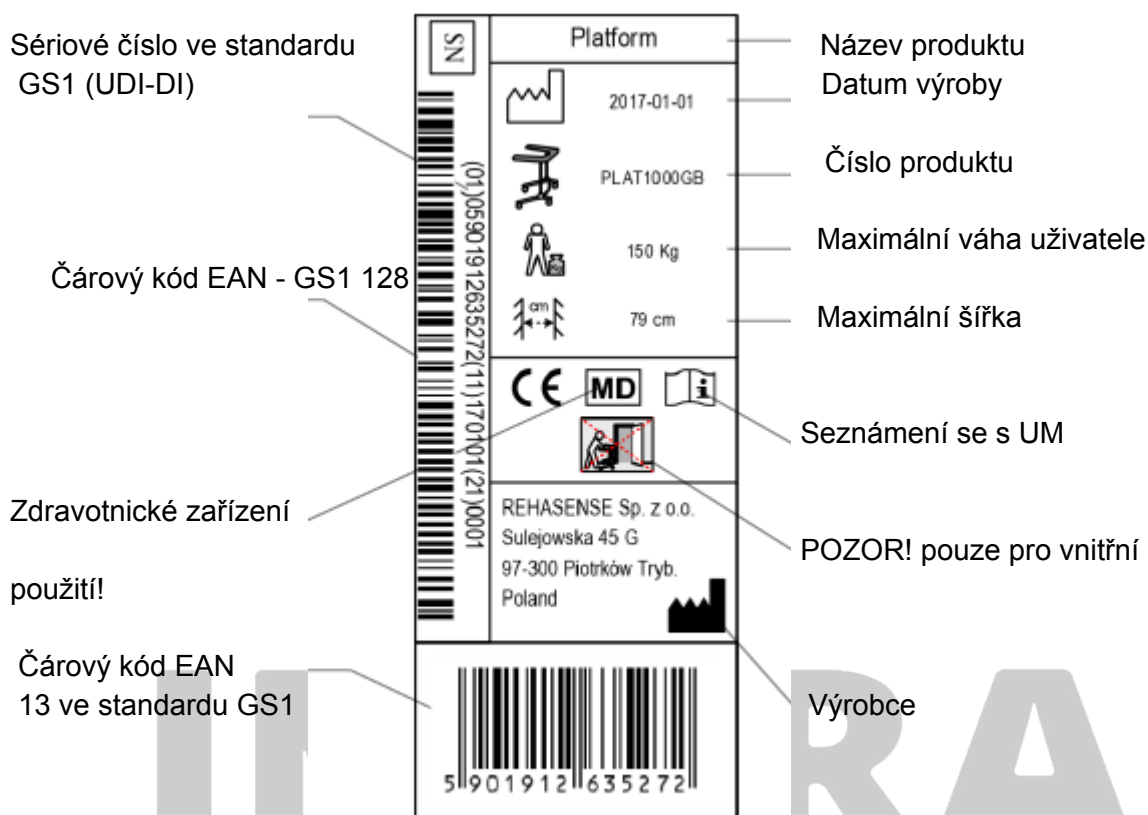 Sériové číslo ve standardu
GS1 (UDI-DI)
Čárový kód EAN - GS1 128
Zdravotnické zařízení
použití!
Čárový kód EAN
13 ve standardu GS1
SN
(01)05901912635272(11)170101(21)0001
Platform
2017-01-01
PLAT1000GB
150 Kg
cm
79 cm
CE MD i
REHASENSE Sp. z o.o.
Sulejowska 45 G
97-300 Piotrków Tryb.
Poland
5 901912 635272
Název produktu
Datum výroby
Číslo produktu
Maximální váha uživatele
Maximální šířka
Seznámení se s UM
POZOR! pouze pro vnitřní
Výrobce